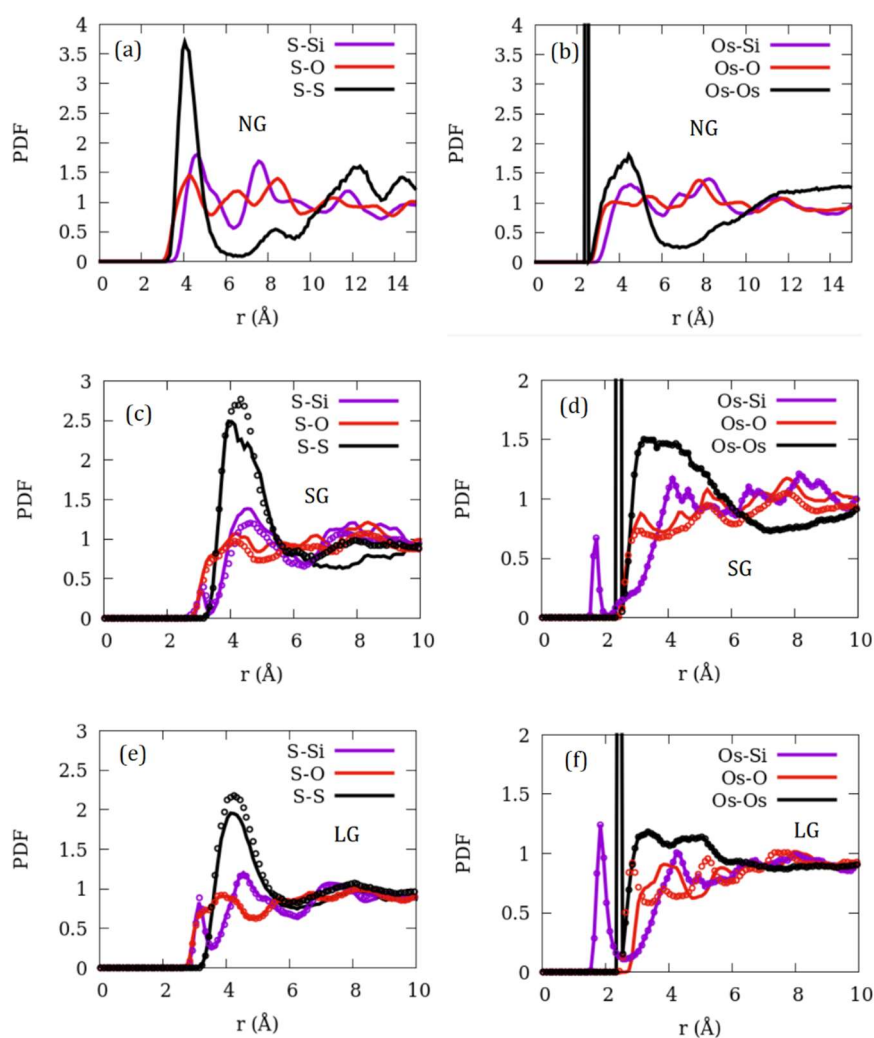 (a)
S-Si
S-O
S-S
NG
PDF
4
3.5
3
2.5
2
1.5
1
0.5
0
0 2 4 6 8 10 12 14
r (Å)
(b)
Os-Si
Os-O
Os-Os
NG
PDF
4
3.5
3
2.5
2
1.5
1
0.5
0
0 2 4 6 8 10 12 14
r (Å)
(c)
S-Si
S-O
S-S
SG
PDF
3
2.5
2
1.5
1
0.5
0
0 2 4 6 8 10
r (Å)
(d)
Os-Si
Os-O
Os-Os
SG
PDF
2
1.5
1
0.5
0
0 2 4 6 8 10
r (Å)
(e)
S-Si
S-O
S-S
LG
PDF
3
2.5
2
1.5
1
0.5
0
0 2 4 6 8 10
r (Å)
(f)
Os-Si
Os-O
Os-Os
LG
PDF
2
1.5
1
0.5
0
0 2 4 6 8 10
r (Å)